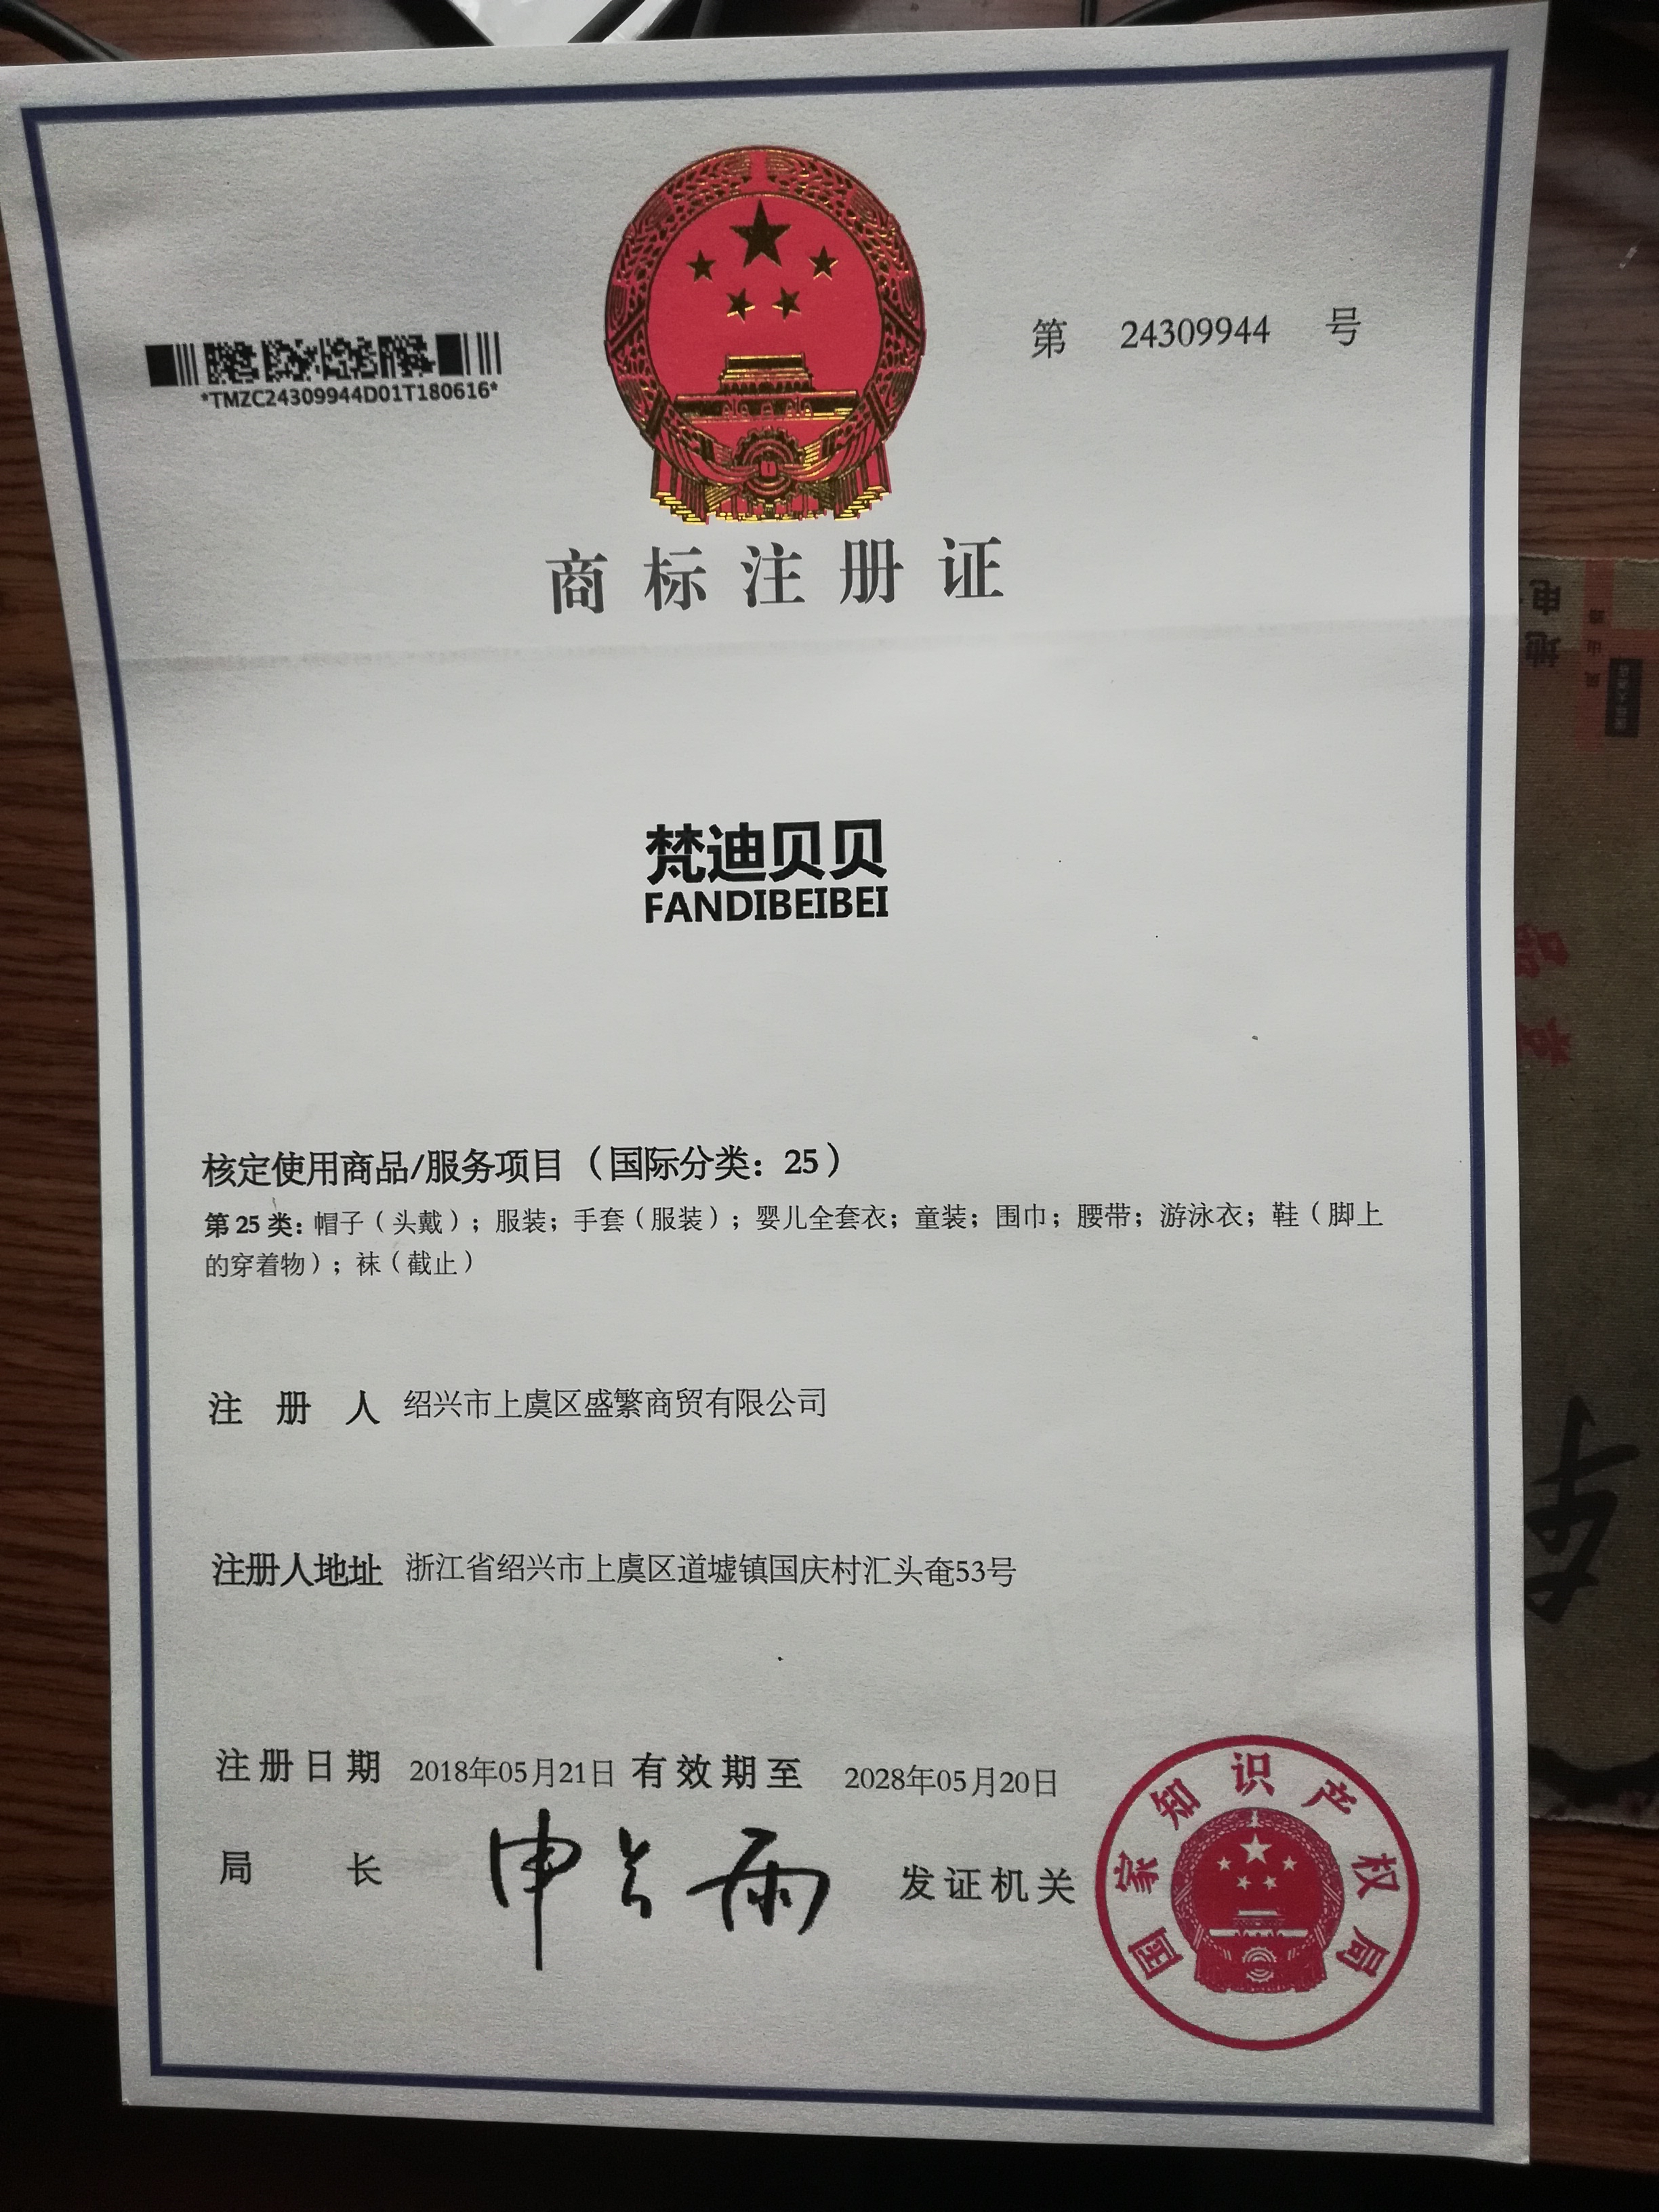 第 24309944 号
*TMZC24309944D01T180616*
商标注册证
梵迪贝贝
FANDIBEIBEI
核定使用商品/服务项目（国际分类：25）
第25类：帽子（头戴）；服装；手套（服装）；婴儿全套衣；童装；围巾；腰带；游泳衣；鞋（脚上
的穿着物）；袜（截止）
注册人 绍兴市上虞区盛繁商贸有限公司
注册人地址 浙江省绍兴市上虞区道墟镇国庆村汇头奄53号
注册日期 2018年05月21日 有效期至 2028年05月20日
局长 申长雨 发证机关
国家知识产权局
电
地